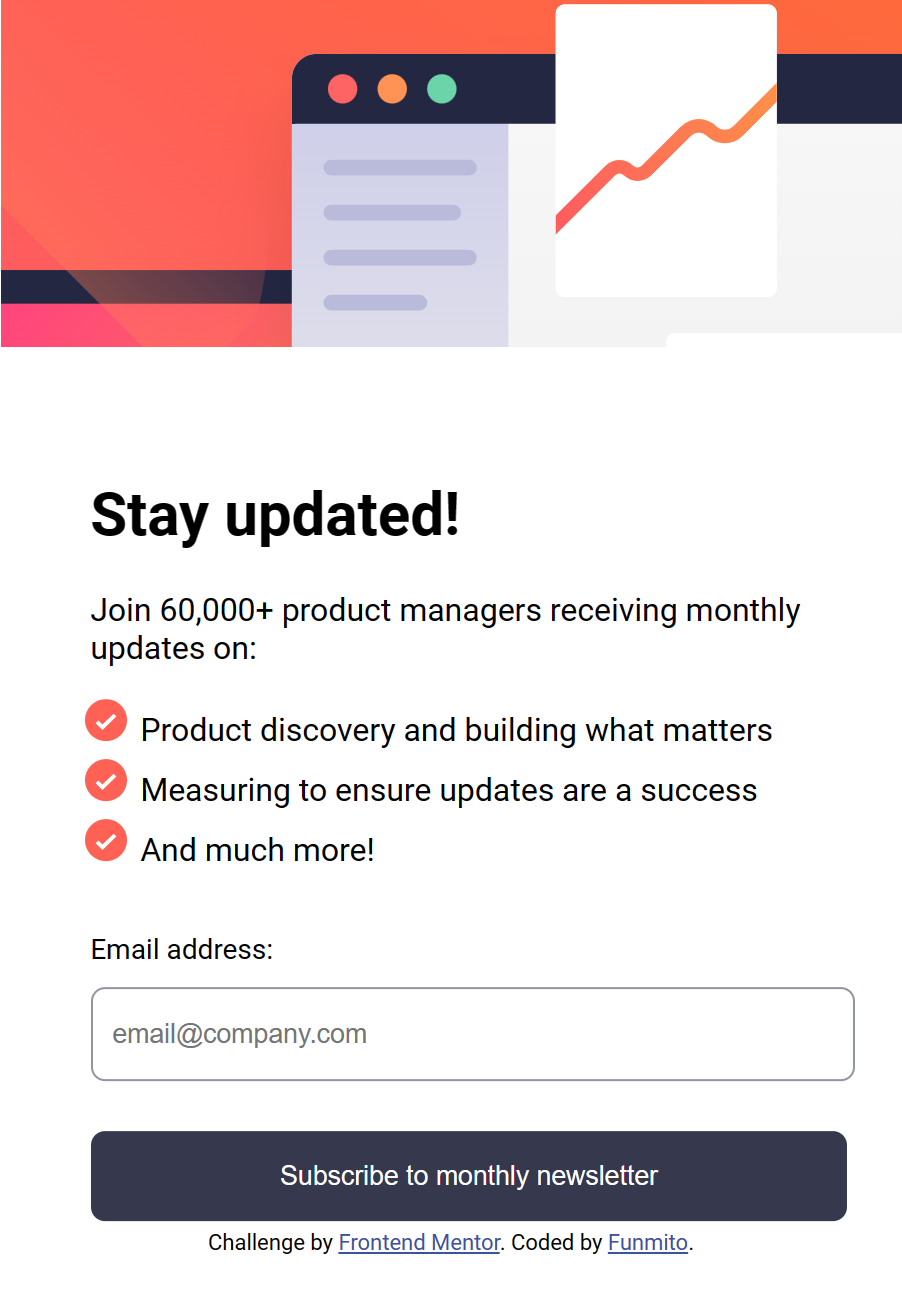 Stay updated!
Join 60,000+ product managers receiving monthly
updates on:
Product discovery and building what matters
Measuring to ensure updates are a success
And much more!
Email address:
email@company.com
Subscribe to monthly newsletter
Challenge by Frontend Mentor. Coded by Funmito.